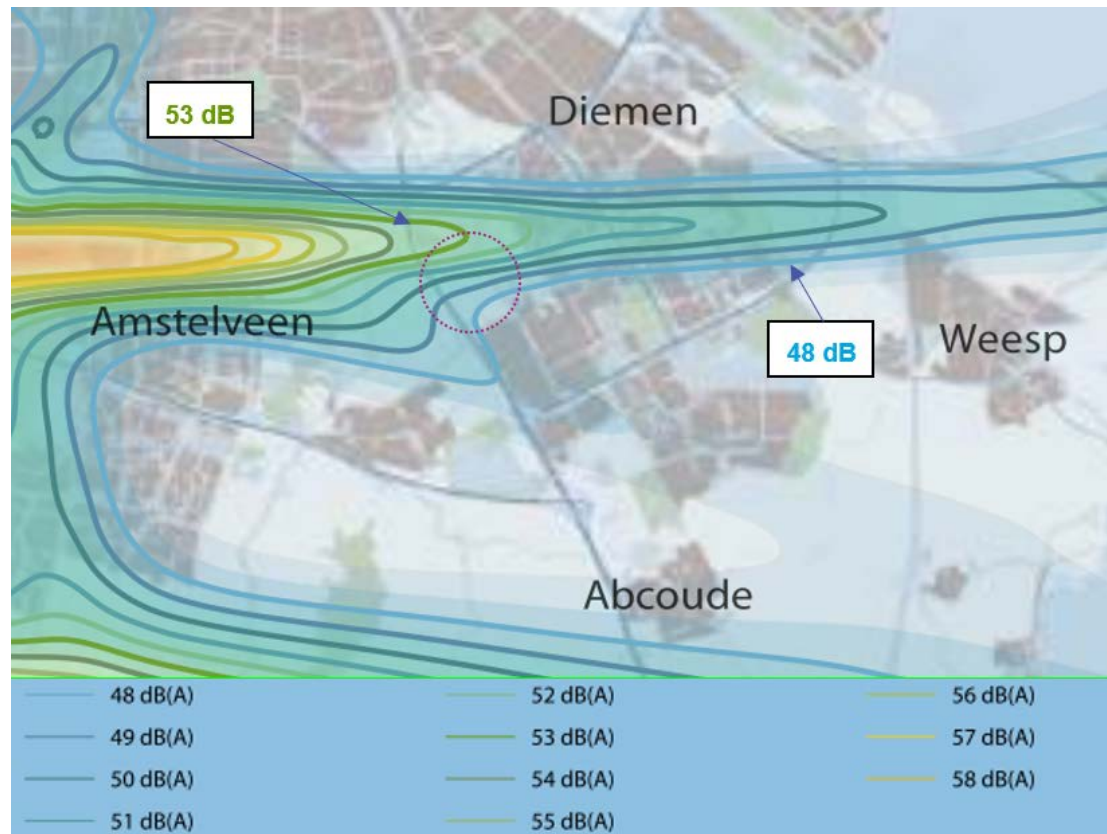 Diemen
53 dB
Amstelveen
48 dB
Weesp
Abcoude
48 dB(A)
49 dB(A)
50 dB(A)
51 dB(A)
52 dB(A)
53 dB(A)
54 dB(A)
55 dB(A)
56 dB(A)
57 dB(A)
58 dB(A)